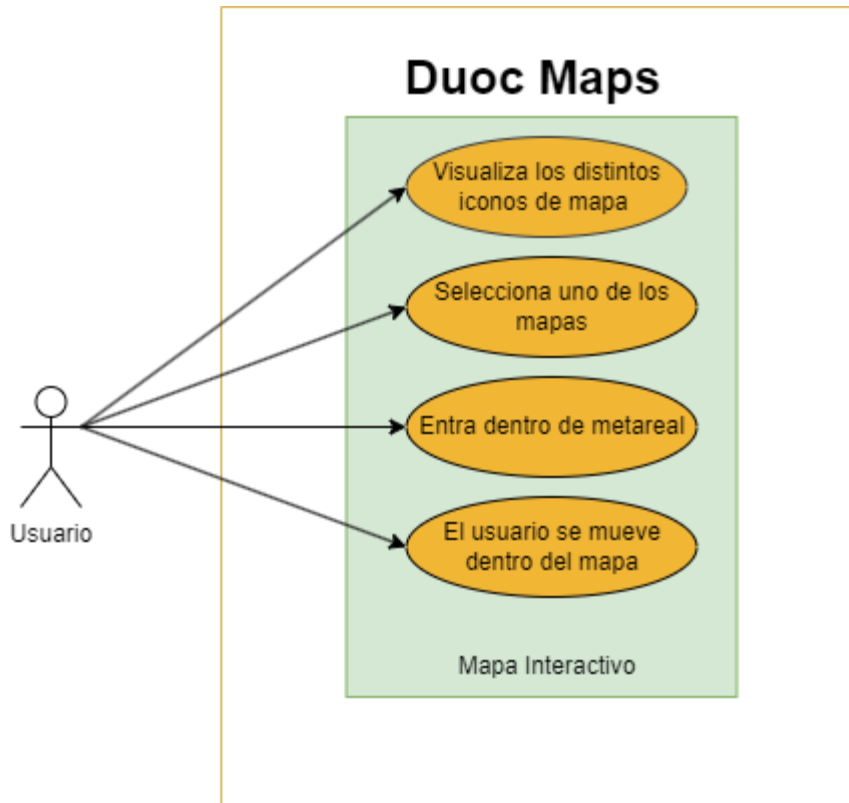 Duoc Maps
Visualiza los distintos
iconos de mapa
Selecciona uno de los
mapas
Entra dentro de metareal
El usuario se mueve
dentro del mapa
Usuario
Mapa Interactivo